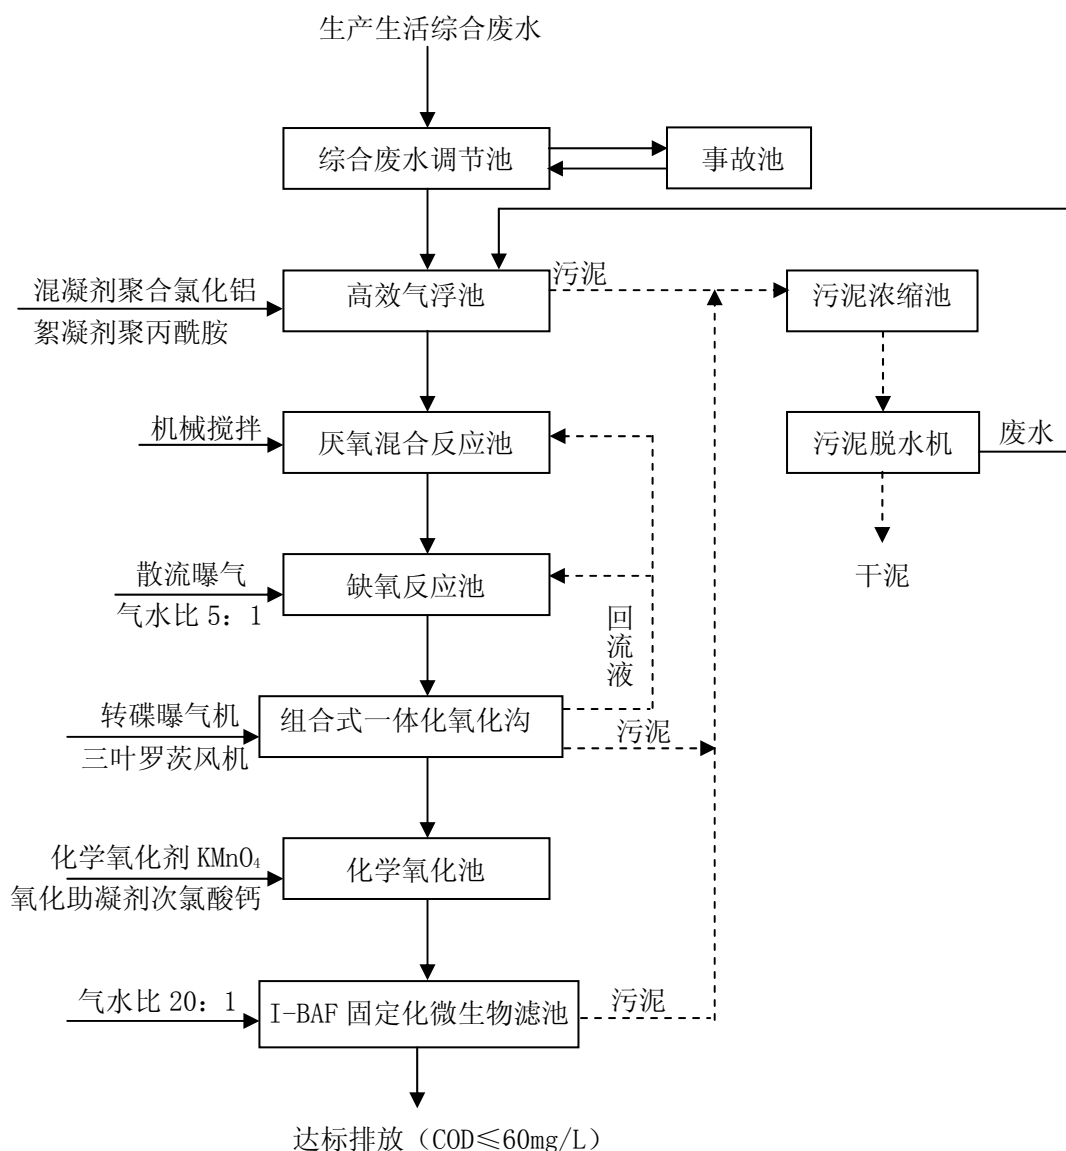 生产生活综合废水
综合废水调节池
事故池
混凝剂聚合氯化铝
絮凝剂聚丙酰胺
高效气浮池
污泥
污泥浓缩池
机械搅拌
厌氧混合反应池
污泥脱水机
废水
散流曝气
气水比 5：1
缺氧反应池
干泥
回流液
转碟曝气机
三叶罗茨风机
组合式一体化氧化沟
污泥
化学氧化剂 KMnO₄
氧化助凝剂次氯酸钙
化学氧化池
气水比 20：1
I-BAF 固定化微生物滤池
污泥
达标排放（COD≤60mg/L）